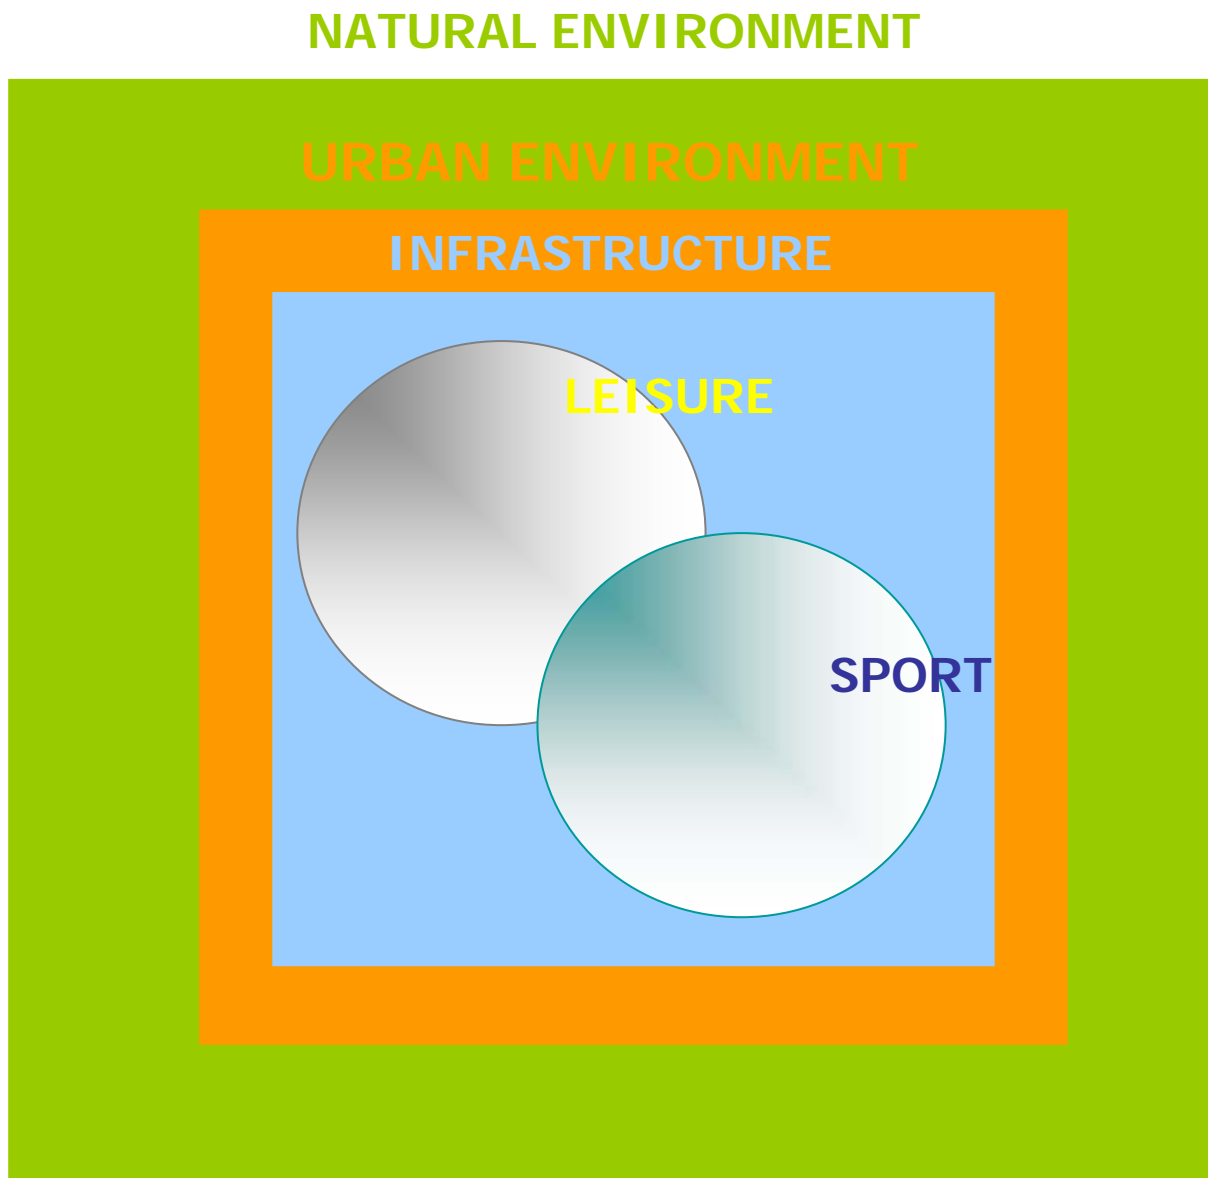 NATURAL ENVIRONMENT
URBAN ENVIRONMENT
INFRASTRUCTURE
LEISURE
SPORT